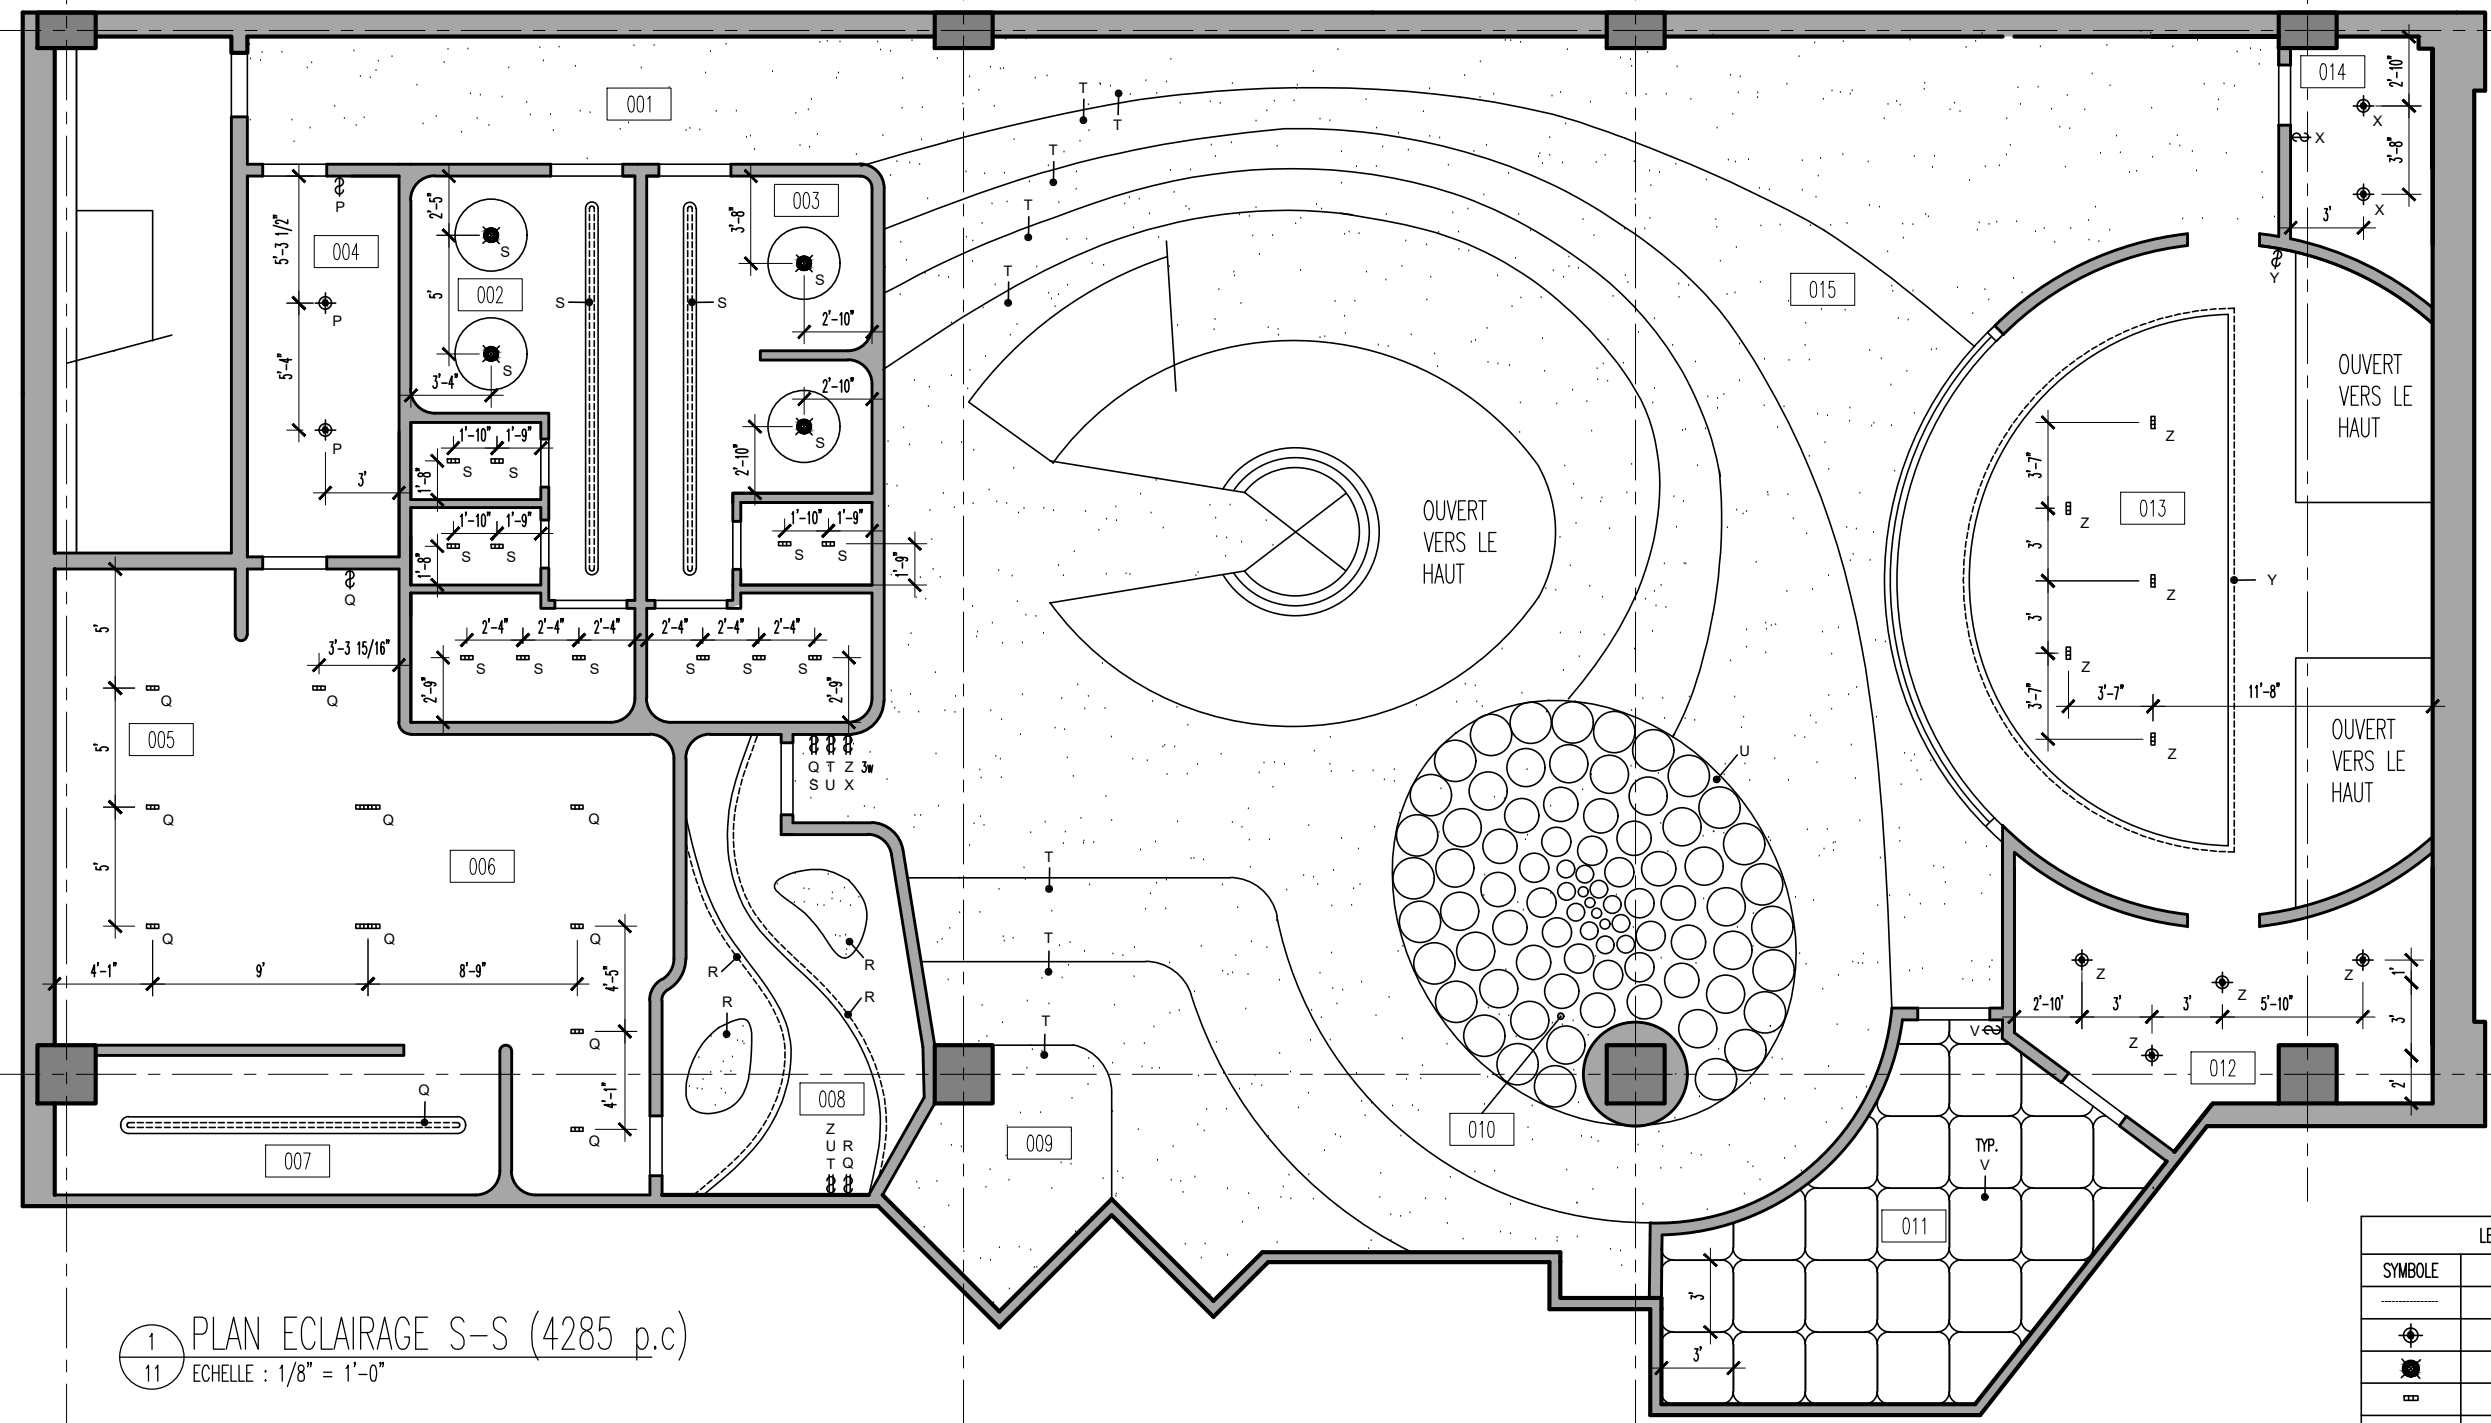 001
T
T
014
2'-10"
X
X
3'-8"
X
3'
T
T
T
P
5'-3 1/2"
004
P
5'-4"
P
3'
2'-5"
S
002
5'
S
3'-4"
S
S
3'-8"
003
S
2'-10"
2'-10"
S
2'-10"
1'-10" 1'-9"
1'-8"
S S
1'-10" 1'-9"
1'-8"
S S
1'-10" 1'-9"
S S
1'-9"
2'-4" 2'-4" 2'-4" 2'-4" 2'-4" 2'-4"
S S S S S S
2'-9"
2'-9"
015
Y
OUVERT
VERS LE
HAUT
OUVERT
VERS LE
HAUT
Z
3'-7"
Z
013
3'
Z
Y
3'
Z
3'-7"
3'-7"
11'-8"
Z
OUVERT
VERS LE
HAUT
Q
5'
3'-3 15/16"
Q
Q
005
5'
Q
Q
Q
006
5'
Q
Q
Q
4'-1" 9' 8'-9"
4'-5"
Q
4'-1"
Q
Q
007
Q T Z 3w
S U X
R
R
R
R
008
Z
U R
T Q
T
T
T
009
U
010
Z
Z
Z
Z
2'-10' 3' 3' 5'-10"
1'
3'
2'
012
V
TYP.
V
011
3'
3'
1
11
PLAN ECLAIRAGE S-S (4285 p.c)
ECHELLE : 1/8" = 1'-0"
LE
SYMBOLE